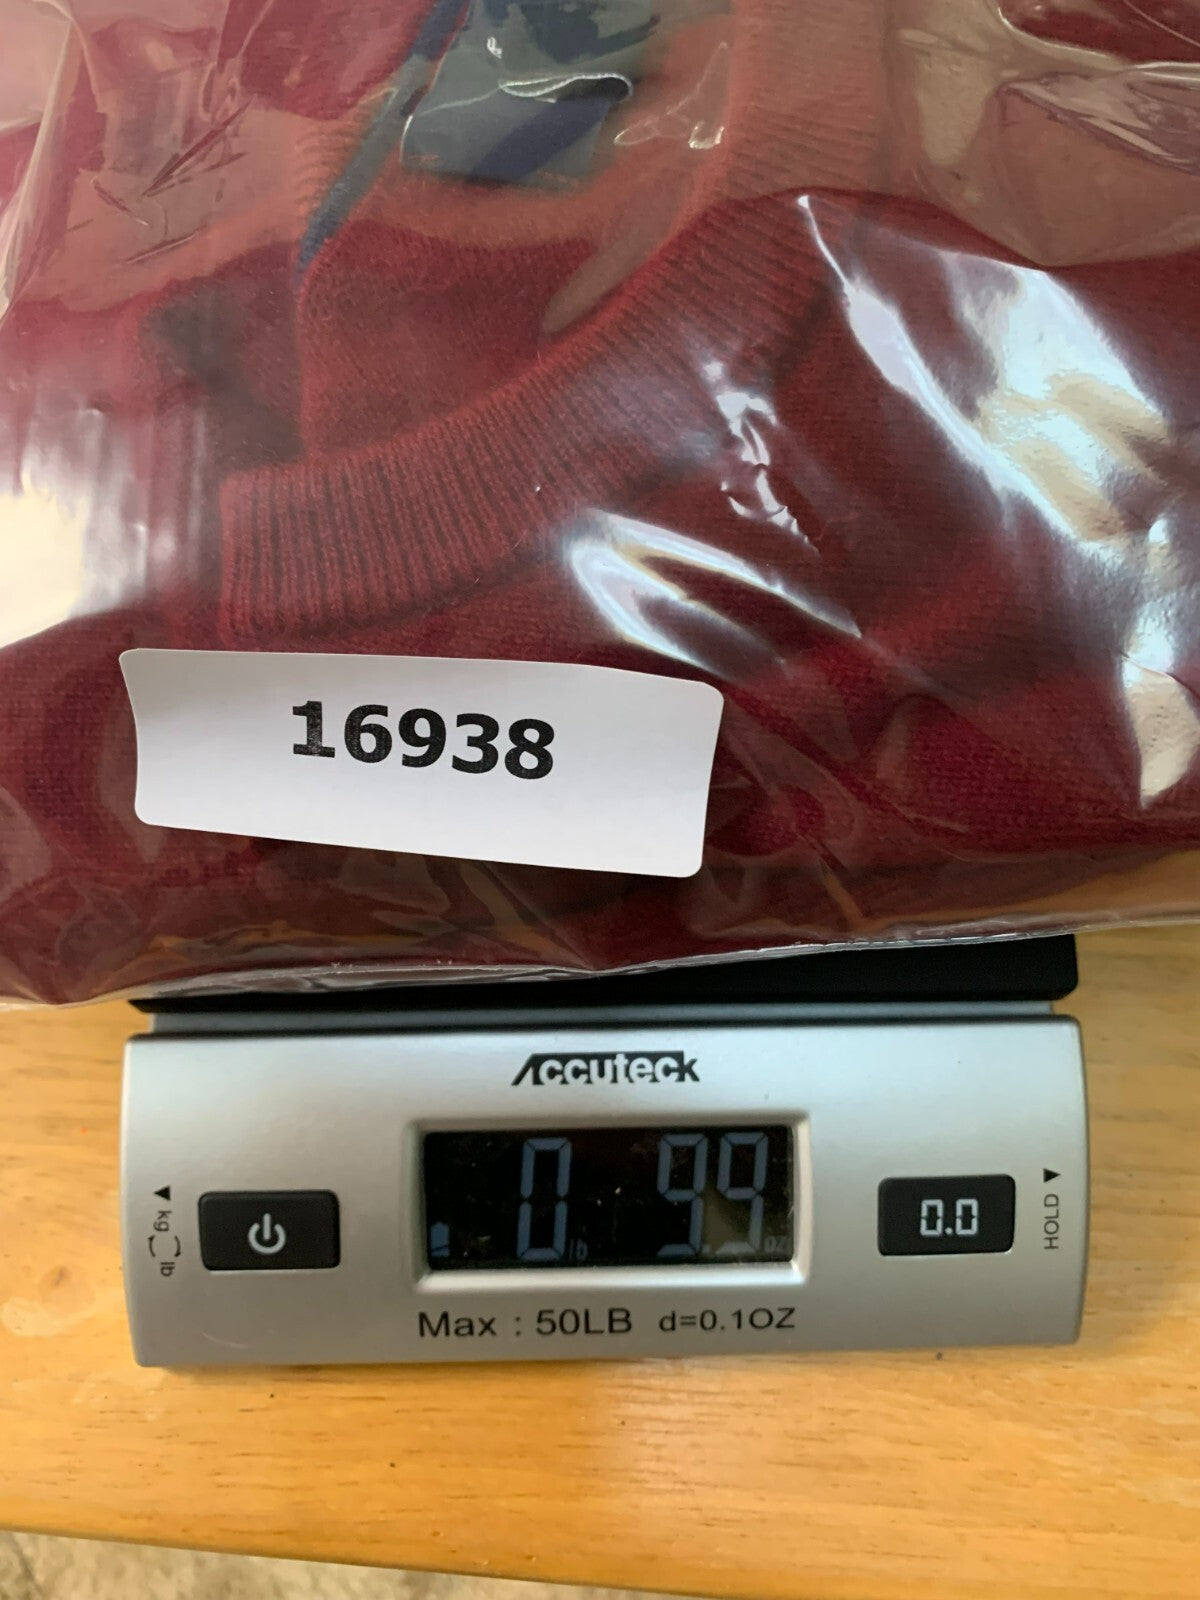 16938
Accuteck
0 lb 9.9 oz
kg lb
0.0
HOLD
Max : 50LB d=0.1OZ